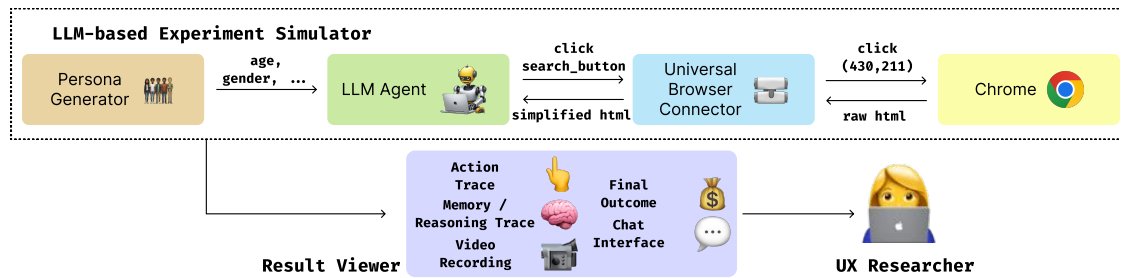 LLM-based Experiment Simulator
Persona
Generator
age,
gender, ...
LLM Agent
click
search_button
simplified html
Universal
Browser
Connector
click
(430,211)
raw html
Chrome
Action
Trace
Memory /
Reasoning Trace
Video
Recording
Final
Outcome
Chat
Interface
Result Viewer
UX Researcher